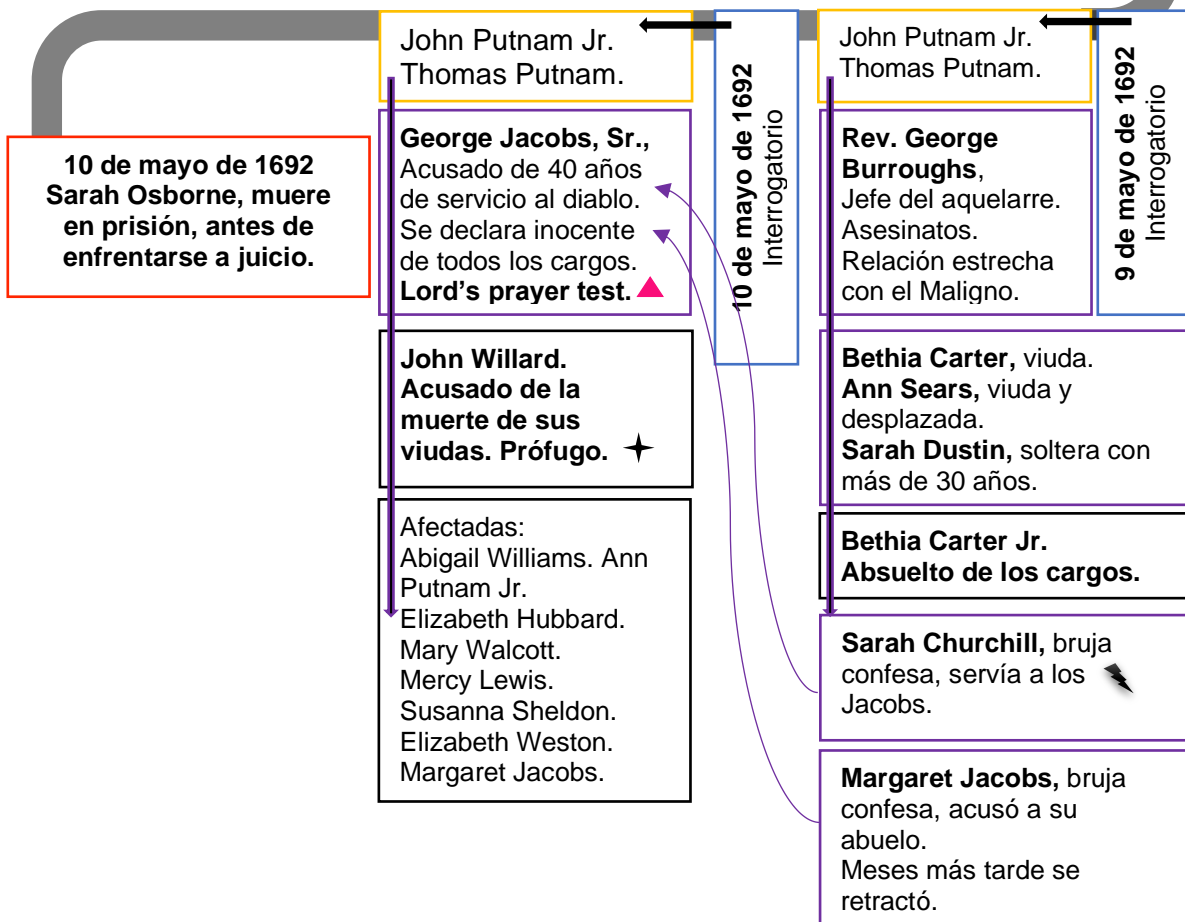 10 de mayo de 1692
Sarah Osborne, muere
en prisión, antes de
enfrentarse a juicio.
John Putnam Jr.
Thomas Putnam.
George Jacobs, Sr.,
Acusado de 40 años
de servicio al diablo.
Se declara inocente
de todos los cargos.
Lord’s prayer test.
John Willard.
Acusado de la
muerte de sus
viudas. Prófugo.
Afectadas:
Abigail Williams. Ann
Putnam Jr.
Elizabeth Hubbard.
Mary Walcott.
Mercy Lewis.
Susanna Sheldon.
Elizabeth Weston.
Margaret Jacobs.
10 de mayo de 1692
Interrogatorio
John Putnam Jr.
Thomas Putnam.
Rev. George
Burroughs,
Jefe del aquelarre.
Asesinatos.
Relación estrecha
con el Maligno.
Bethia Carter, viuda.
Ann Sears, viuda y
desplazada.
Sarah Dustin, soltera con
más de 30 años.
Bethia Carter Jr.
Absuelto de los cargos.
Sarah Churchill, bruja
confesa, servía a los
Jacobs.
Margaret Jacobs, bruja
confesa, acusó a su
abuelo.
Meses más tarde se
retractó.
9 de mayo de 1692
Interrogatorio